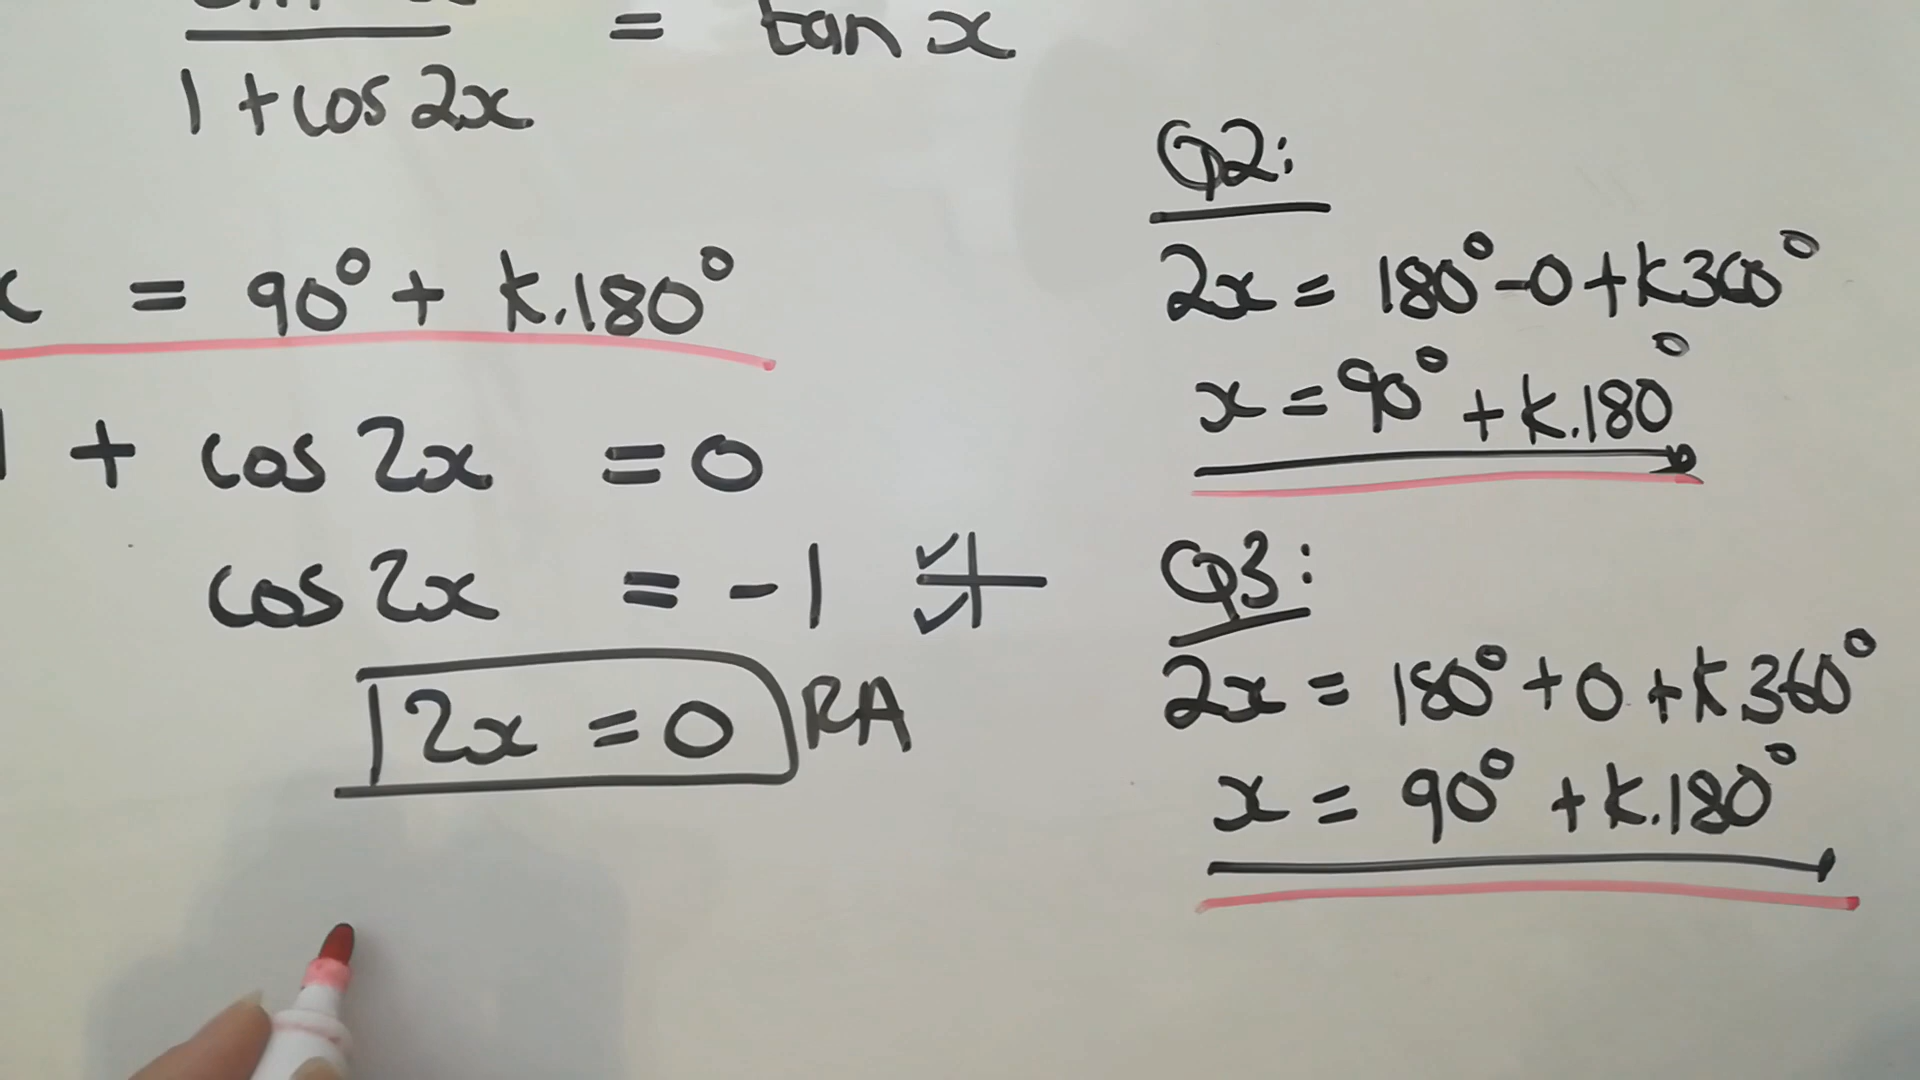 = tan x
1 + cos 2x
= 90° + k.180°
+ cos 2x = 0
cos 2x = -1
2x = 0 RA
Q2:
2x = 180° - 0 + k360°
x = 90° + k.180°
Q3:
2x = 180° + 0 + k360°
x = 90° + k.180°